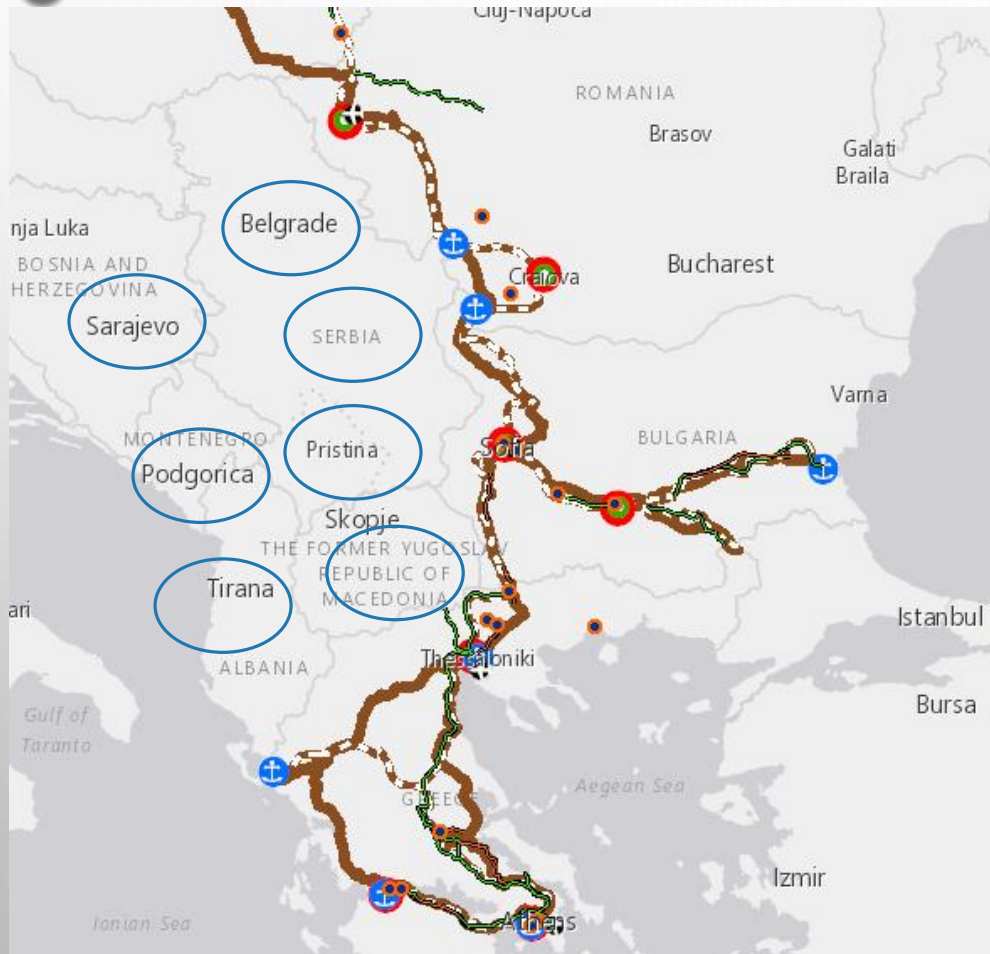 Cluj-Napoca
ROMANIA
Brasov
Galati
Braila
Belgrade
nja Luka
BOSNIA AND
HERZEGOVINA
Sarajevo
SERBIA
Craiova
Bucharest
Varna
MONTENEGRO
Podgorica
Pristina
Sofia
BULGARIA
Skopje
THE FORMER YUGOSLAV
REPUBLIC OF
MACEDONIA
Tirana
ari
ALBANIA
Thessaloniki
Istanbul
Bursa
Gulf of
Taranto
GREECE
Aegean Sea
Izmir
Ionian Sea
Athens